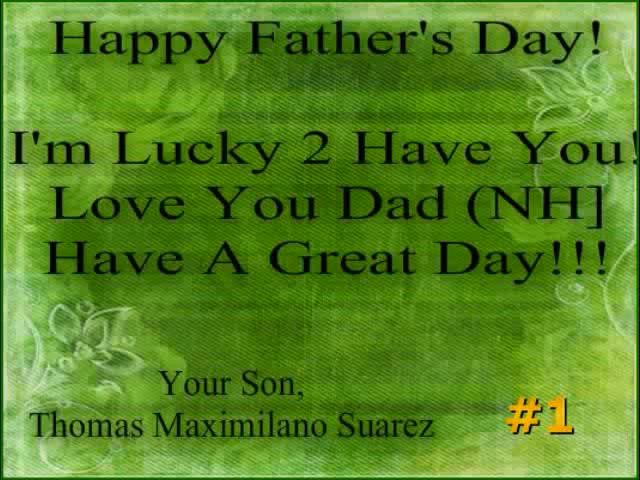 Happy Father's Day!
I'm Lucky 2 Have You!
Love You Dad (NH]
Have A Great Day!!!
Your Son,
Thomas Maximilano Suarez
#1